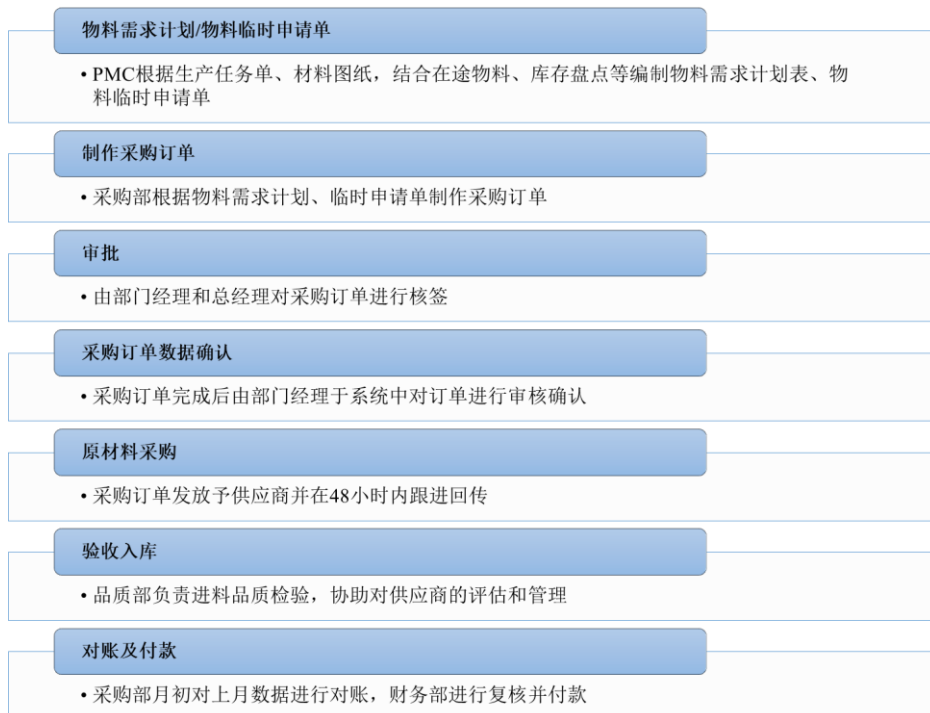 物料需求计划/物料临时申请单
• PMC根据生产任务单、材料图纸，结合在途物料、库存盘点等编制物料需求计划表、物
料临时申请单
制作采购订单
• 采购部根据物料需求计划、临时申请单制作采购订单
审批
• 由部门经理和总经理对采购订单进行核签
采购订单数据确认
• 采购订单完成后由部门经理于系统中对订单进行审核确认
原材料采购
• 采购订单发放予供应商并在48小时内跟进回传
验收入库
• 品质部负责进料品质检验，协助对供应商的评估和管理
对账及付款
• 采购部月初对上月数据进行对账，财务部进行复核并付款